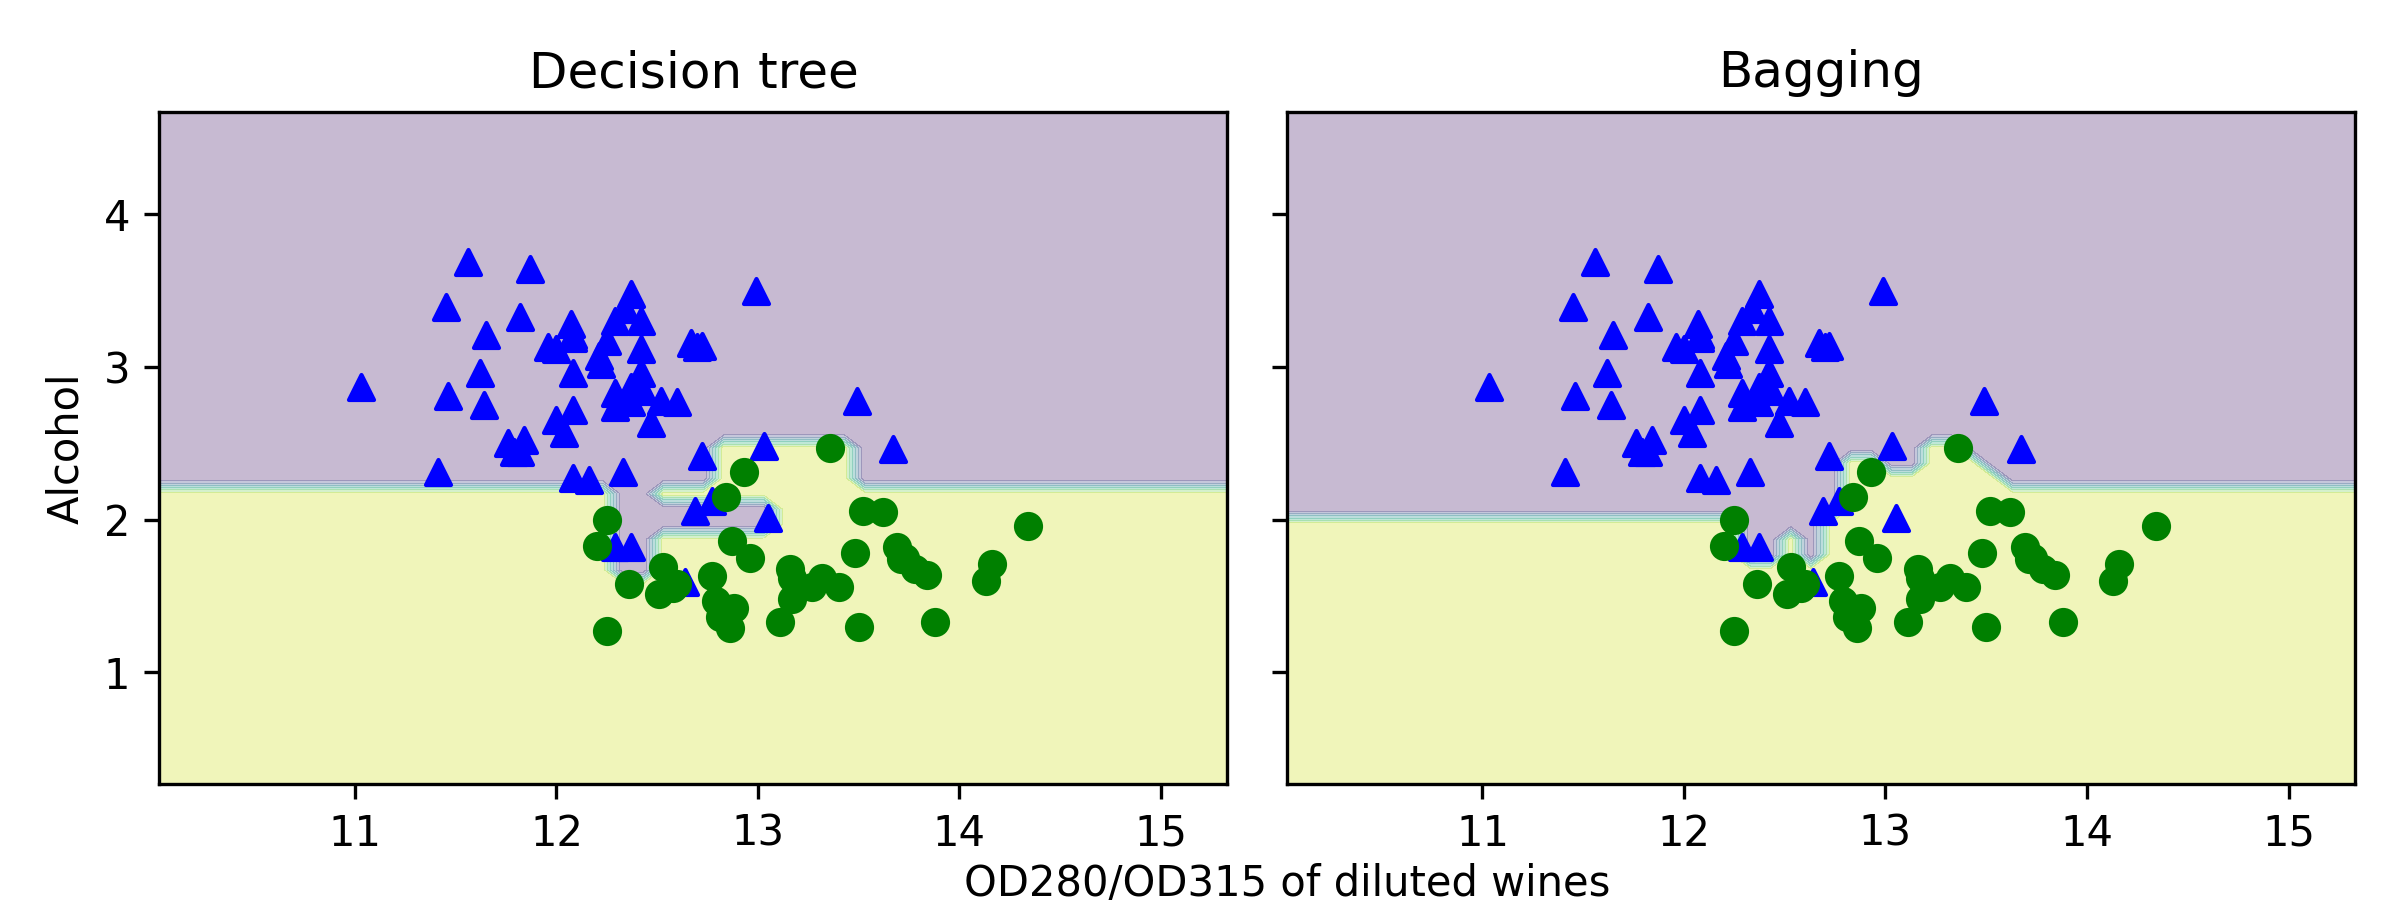 Decision tree
Bagging
Alcohol
4
3
2
1
11 12 13 14 15
11 12 13 14 15
OD280/OD315 of diluted wines